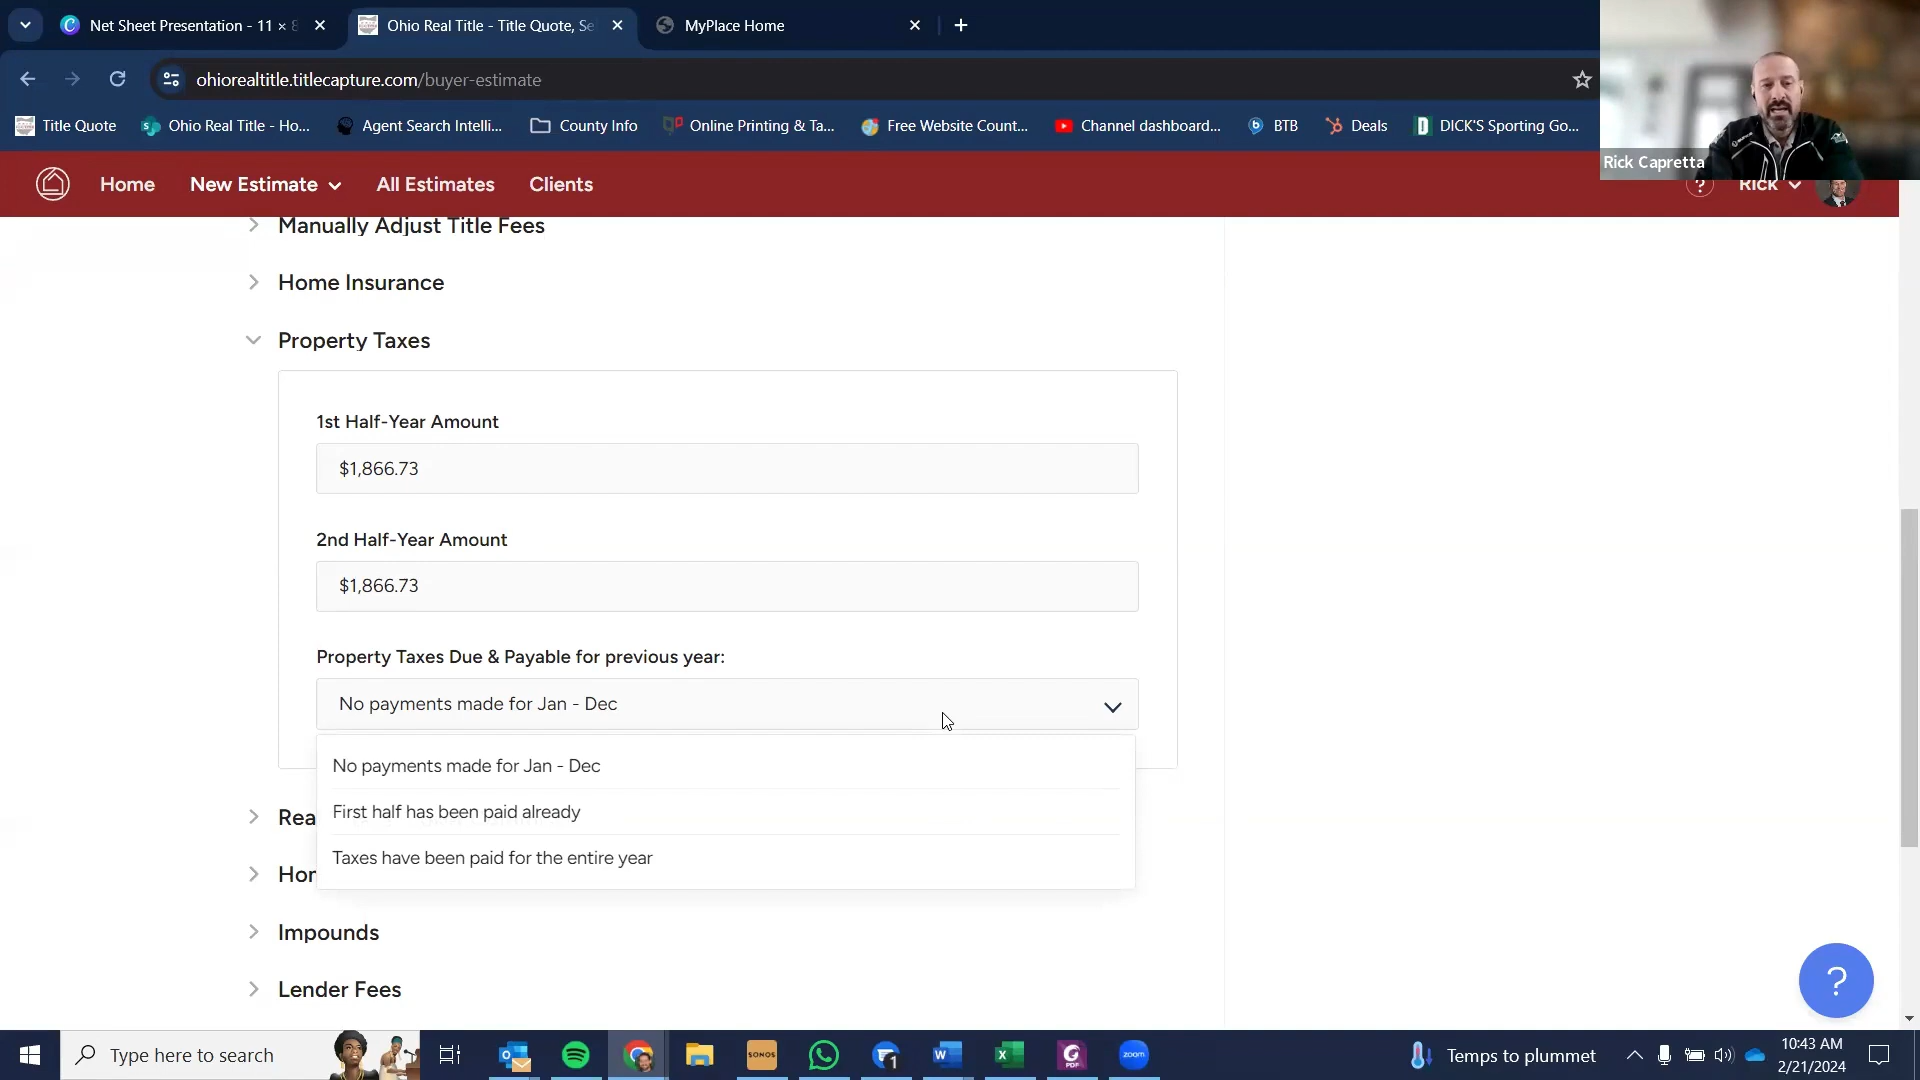 Net Sheet Presentation - 11 × 8
Ohio Real Title - Title Quote, Se
MyPlace Home
ohiorealtitle.titlecapture.com/buyer-estimate
Title Quote
Ohio Real Title - Ho...
Agent Search Intelli...
County Info
Online Printing & Ta...
Free Website Count...
Channel dashboard...
BTB
Deals
DICK'S Sporting Go...
Rick Capretta
Home
New Estimate
All Estimates
Clients
?
Rick
Manually Adjust Title Fees
Home Insurance
Property Taxes
1st Half-Year Amount
$1,866.73
2nd Half-Year Amount
$1,866.73
Property Taxes Due & Payable for previous year:
No payments made for Jan - Dec
No payments made for Jan - Dec
First half has been paid already
Taxes have been paid for the entire year
Rea
Hor
Impounds
Lender Fees
?
Type here to search
SONOS
1
PDF
zoom
Temps to plummet
10:43 AM
2/21/2024